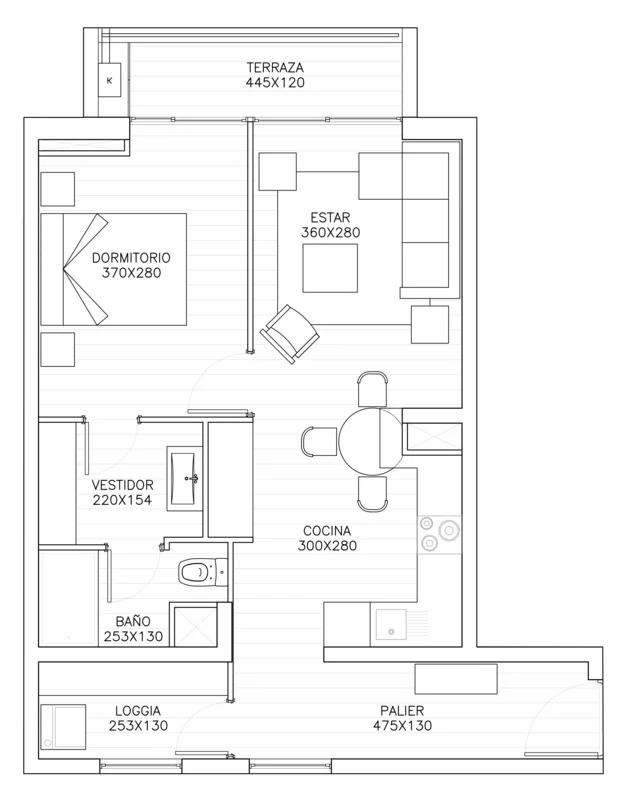 TERRAZA
445X120
K
ESTAR
360X280
DORMITORIO
370X280
VESTIDOR
220X154
COCINA
300X280
BAÑO
253X130
LOGGIA
253X130
PALIER
475X130